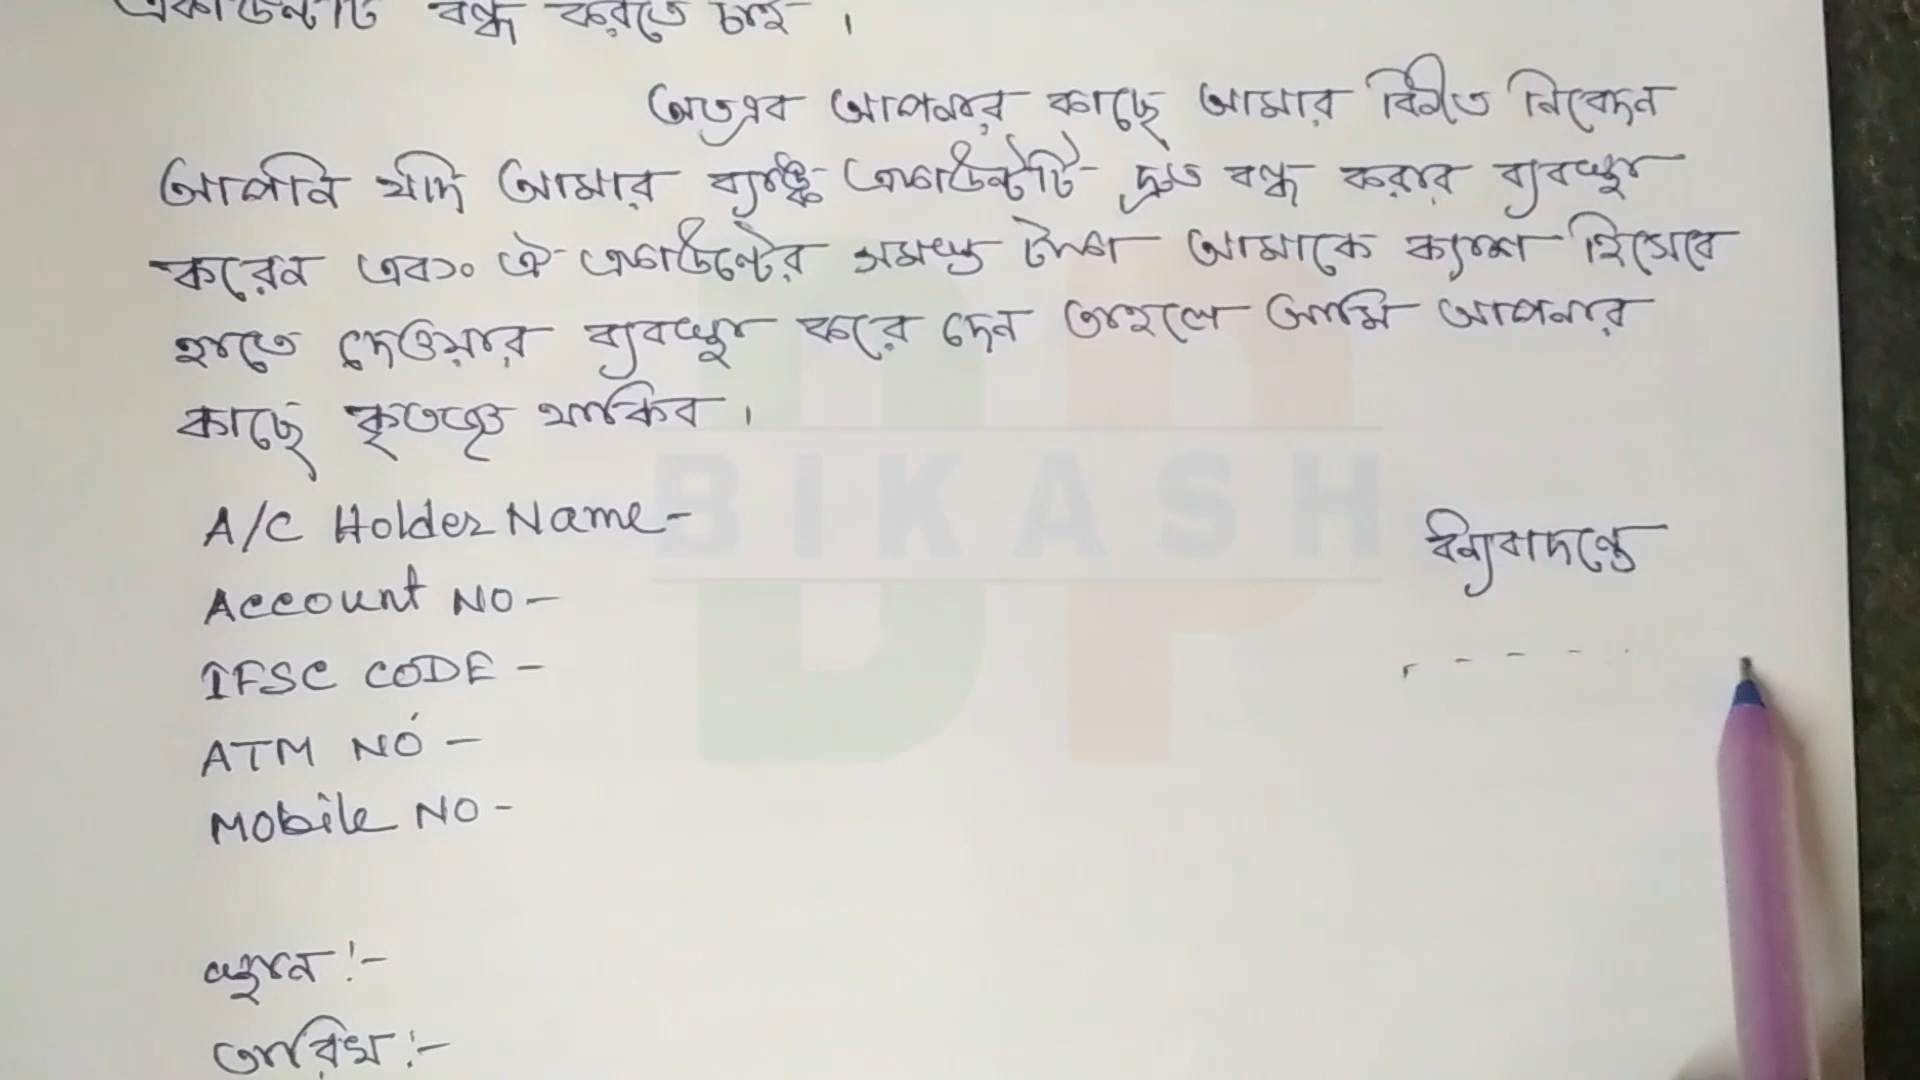 একাউন্টটি বন্ধ করতে চাই।
অতএব আপনার কাছে আমার বিনীত নিবেদন
আপনি যদি আমার ব্যাঙ্ক একাউন্টটি দ্রুত বন্ধ করার ব্যবস্থা
করেন এবং ঐ একাউন্টের সমস্ত টাকা আমাকে ক্যাশ হিসেবে
হাতে দেওয়ার ব্যবস্থা করে দেন তাহলে আমি আপনার
কাছে কৃতজ্ঞ থাকিব।
BIKASH
A/C Holder Name-
ধন্যবাদান্তে
Account NO-
IFSC CODE-
ATM NO-
Mobile NO-
স্থান:-
তারিখ:-